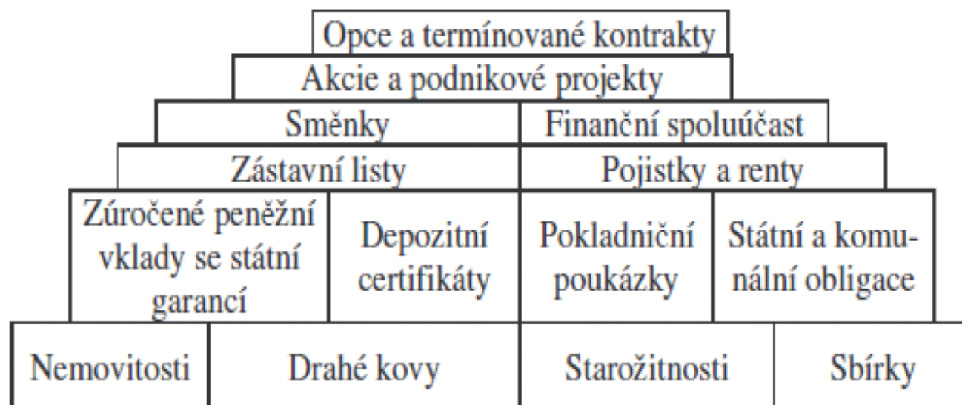 Opce a termínované kontrakty
Akcie a podnikové projekty
Směnky
Finanční spoluúčast
Zástavní listy
Pojistky a renty
Zúročené peněžní
vklady se státní
garancí
Depozitní
certifikáty
Pokladniční
poukázky
Státní a komu-
nální obligace
Nemovitosti
Drahé kovy
Starožitnosti
Sbírky